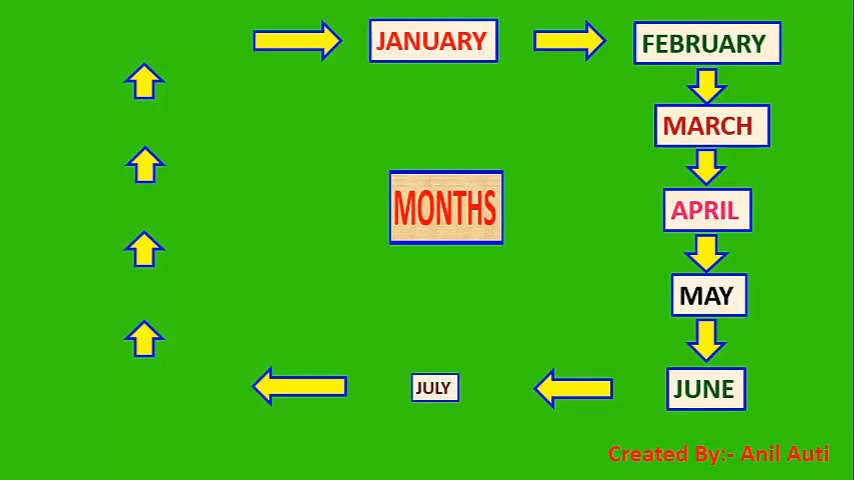 JANUARY
FEBRUARY
MARCH
MONTHS
APRIL
MAY
JUNE
JULY
Created By:- Anil Auti